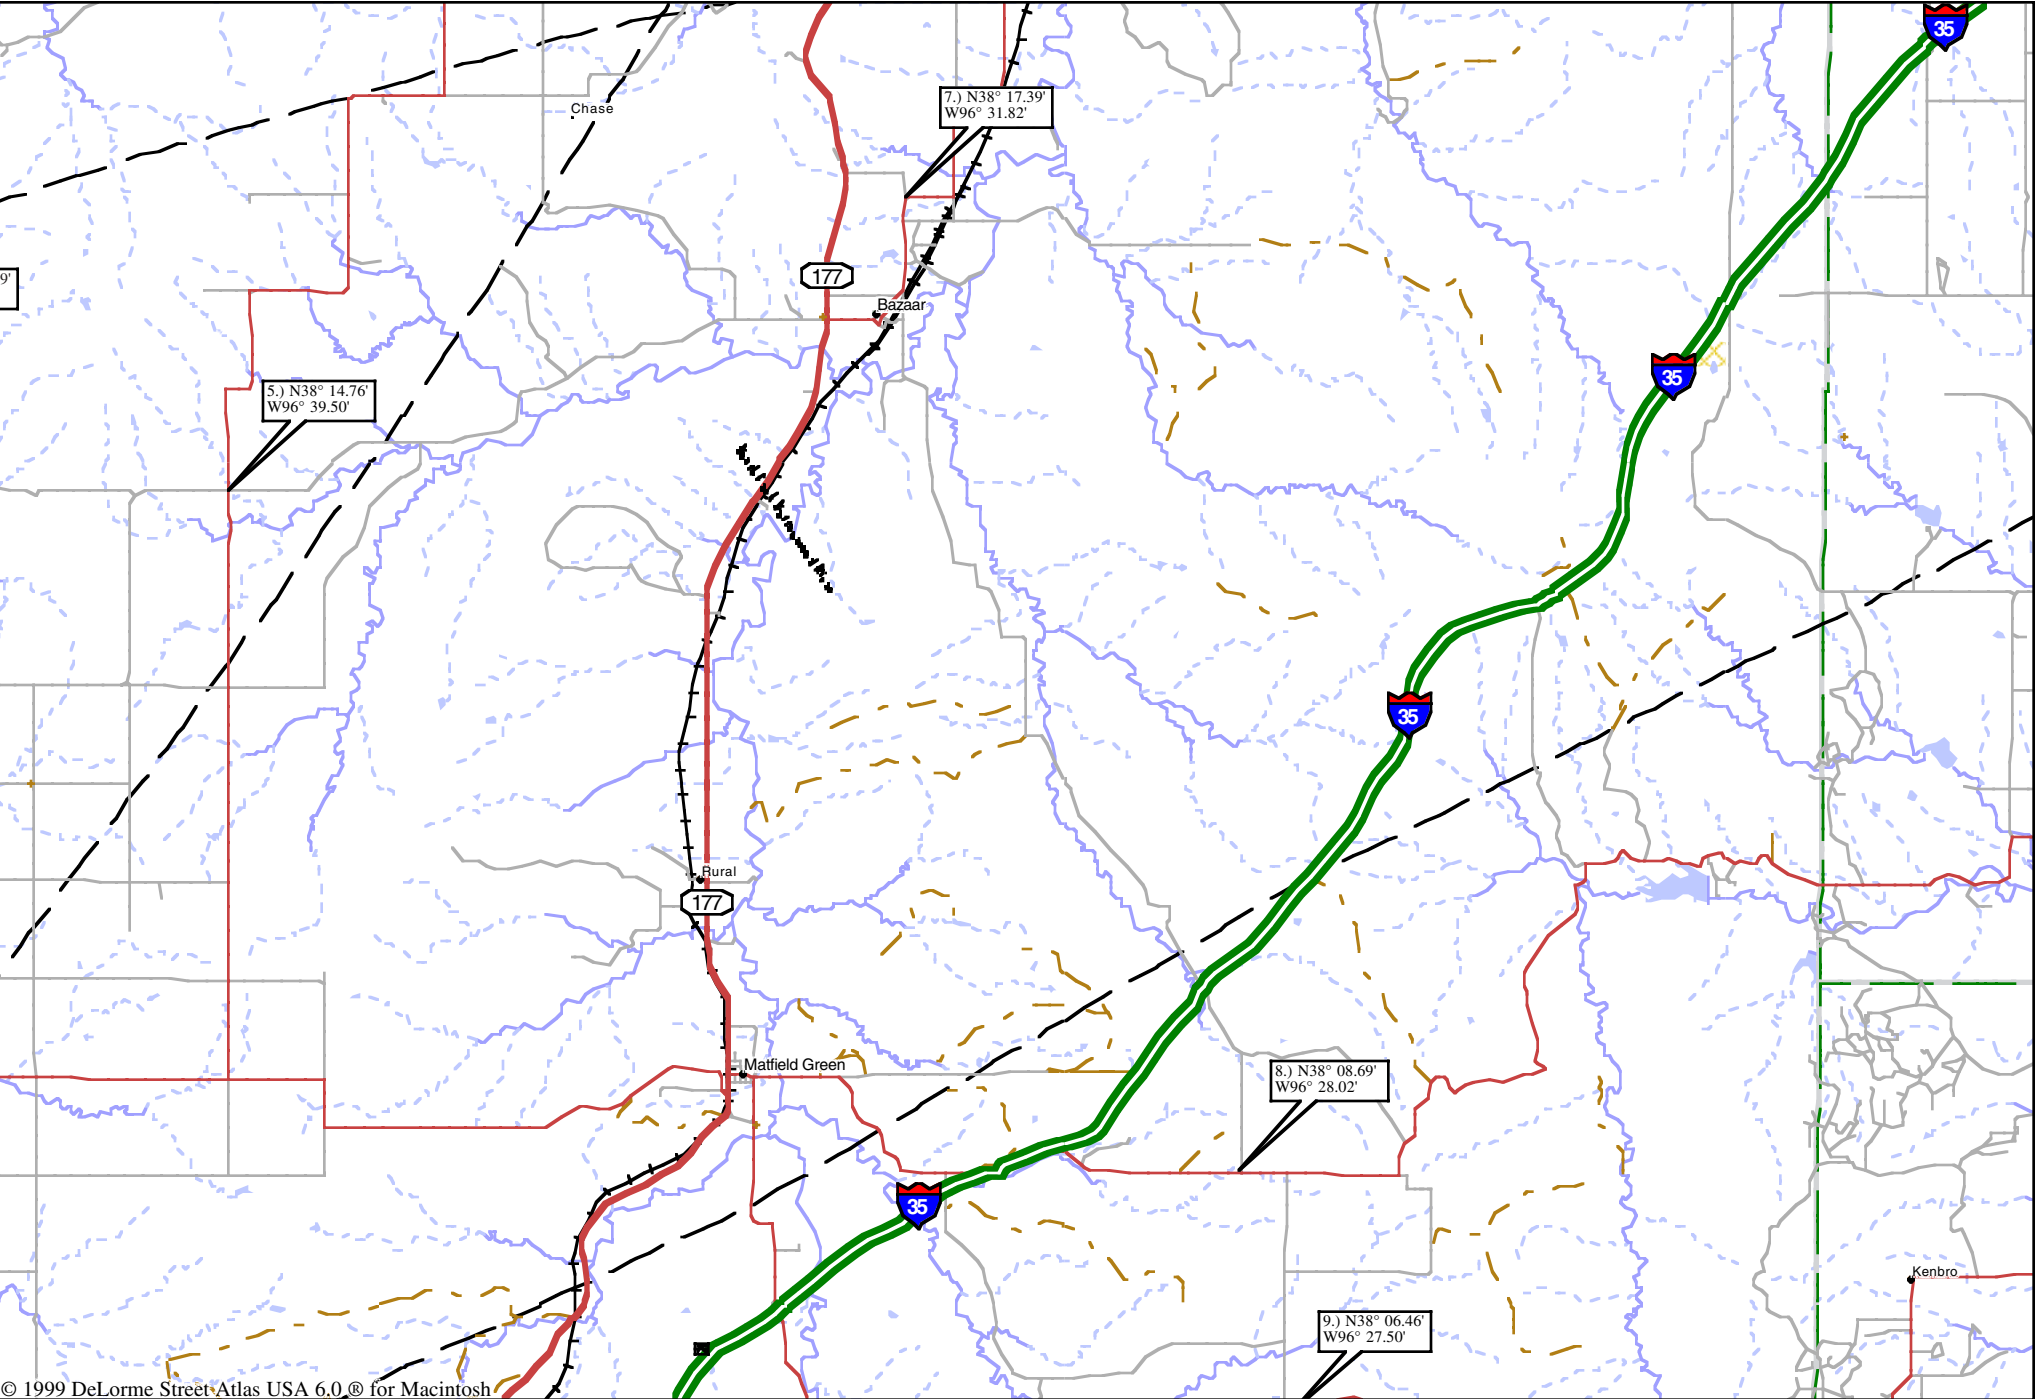 35
Chase
7.) N38° 17.39'
W96° 31.82'
177
9'
Bazaar
35
5.) N38° 14.76'
W96° 39.50'
35
Rural
177
Matfield Green
8.) N38° 08.69'
W96° 28.02'
35
Kenbro
9.) N38° 06.46'
W96° 27.50'
© 1999 DeLorme Street Atlas USA 6.0 ® for Macintosh